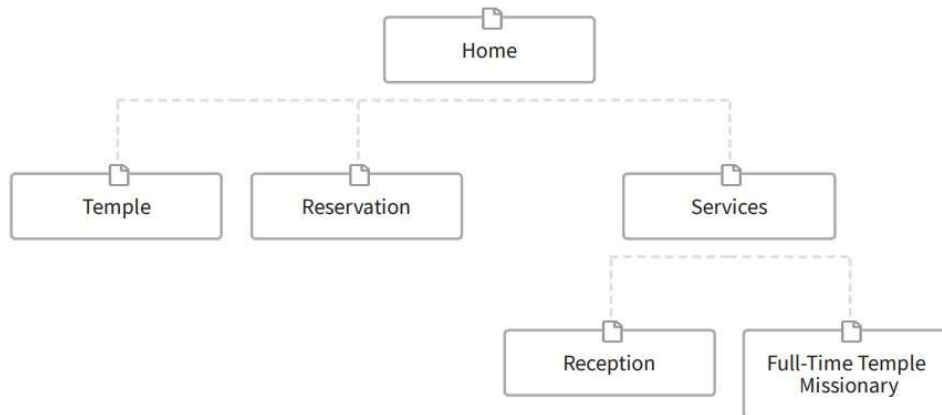 Home
Temple
Reservation
Services
Reception
Full-Time Temple
Missionary